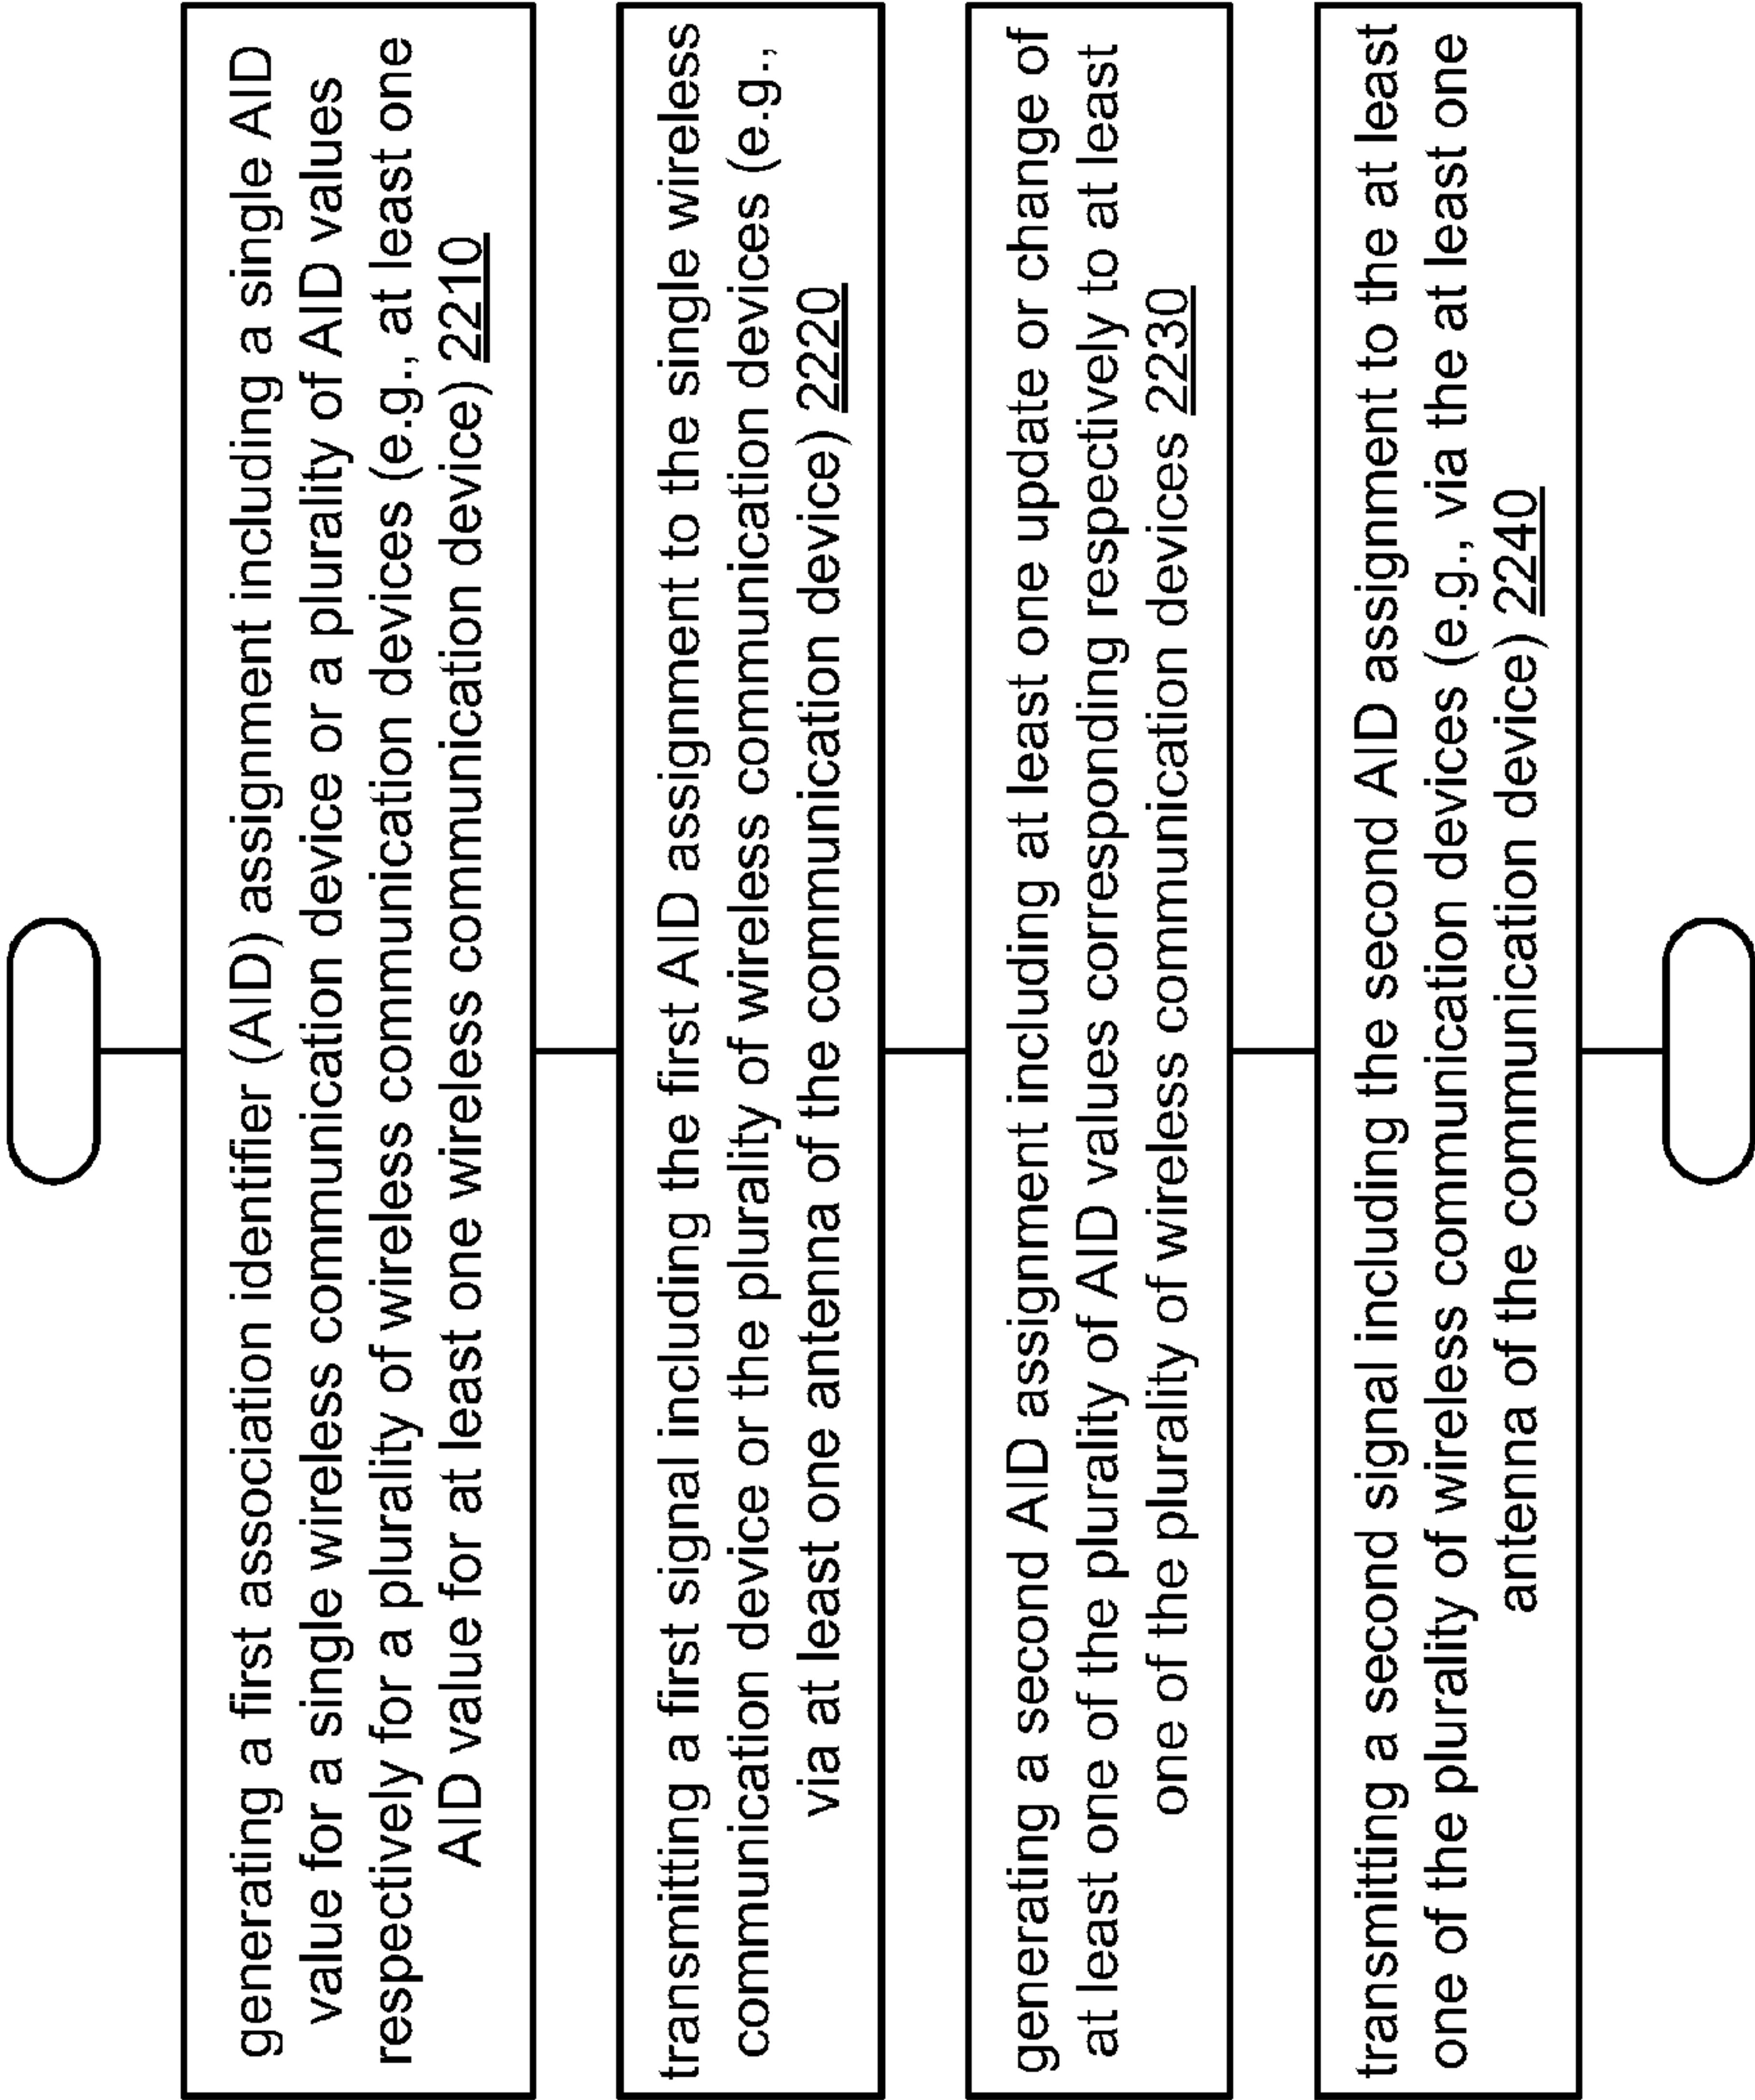 generating a first association identifier (AID) assignment including a single AID
value for a single wireless communication device or a plurality of AID values
respectively for a plurality of wireless communication devices (e.g., at least one
AID value for at least one wireless communication device) 2210
transmitting a first signal including the first AID assignment to the single wireless
communication device or the plurality of wireless communication devices (e.g.,
via at least one antenna of the communication device) 2220
generating a second AID assignment including at least one update or change of
at least one of the plurality of AID values corresponding respectively to at least
one of the plurality of wireless communication devices 2230
transmitting a second signal including the second AID assignment to the at least
one of the plurality of wireless communication devices (e.g., via the at least one
antenna of the communication device) 2240